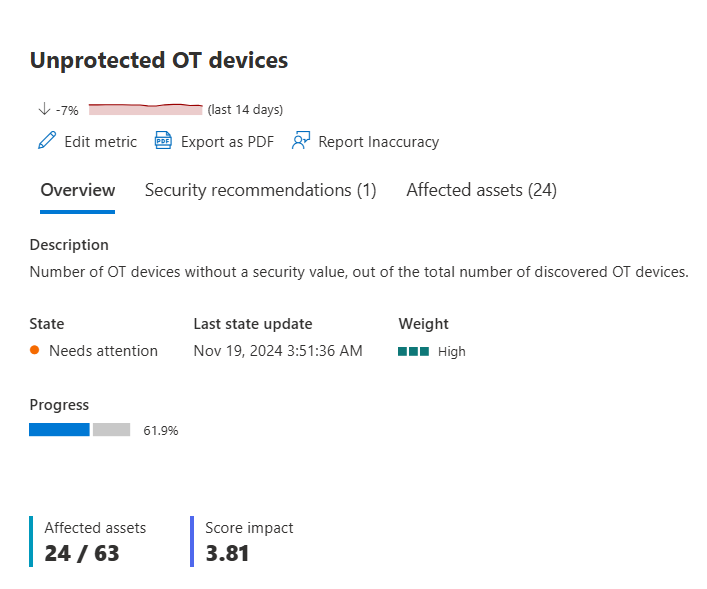 Unprotected OT devices
-7% (last 14 days)
Edit metric PDF Export as PDF Report Inaccuracy
Overview Security recommendations (1) Affected assets (24)
Description
Number of OT devices without a security value, out of the total number of discovered OT devices.
State Last state update Weight
Needs attention Nov 19, 2024 3:51:36 AM High
Progress
61.9%
Affected assets Score impact
24 / 63 3.81